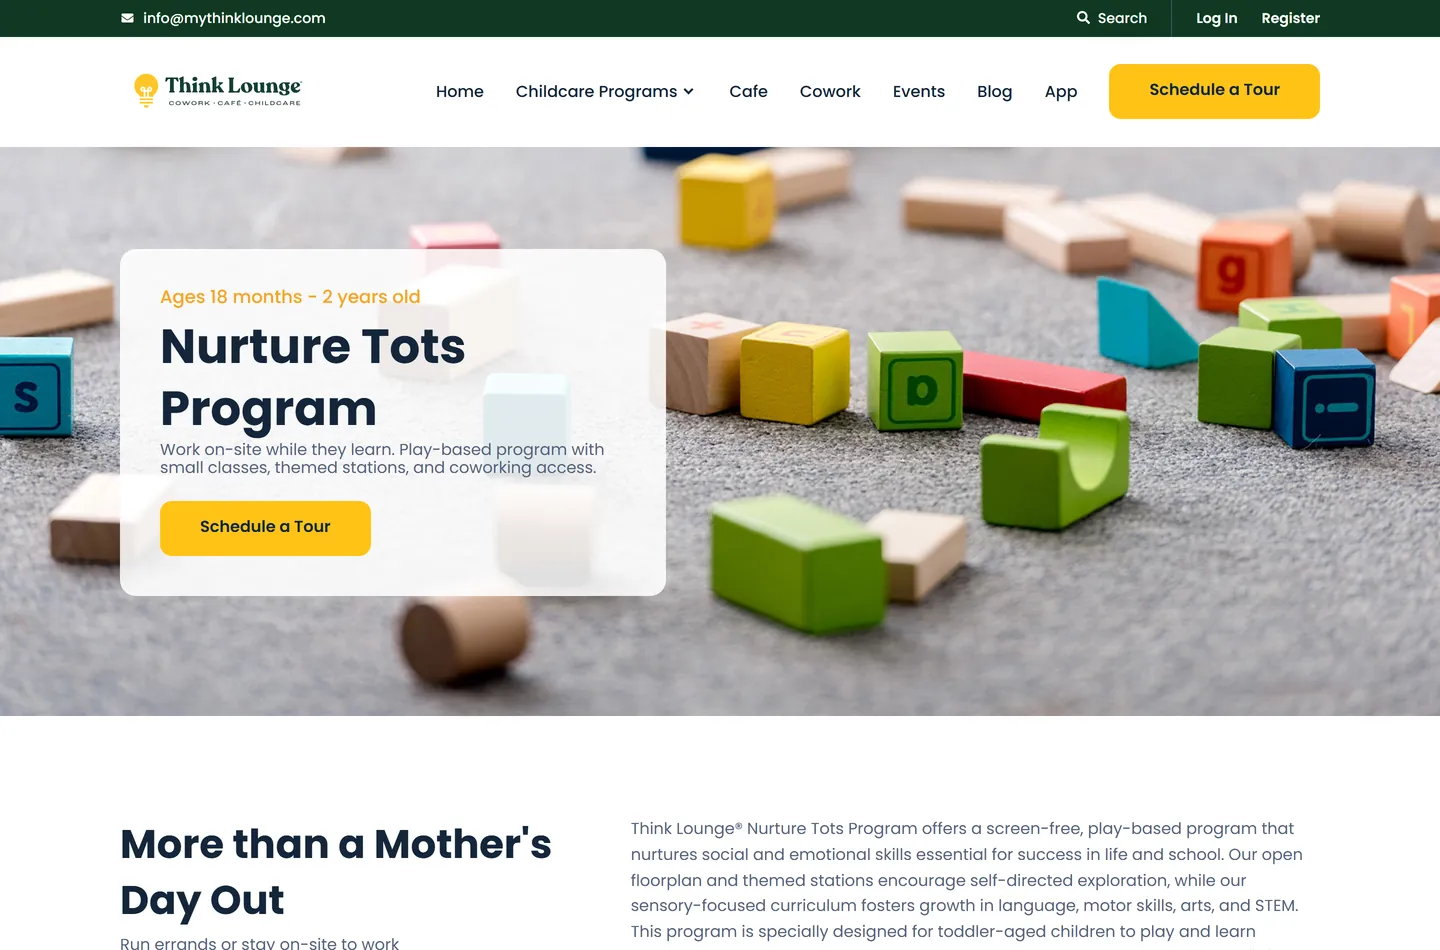 info@mythinklounge.com
Search
Log In
Register
Think Lounge
COWORK · CAFÉ · CHILDCARE
Home
Childcare Programs
Cafe
Cowork
Events
Blog
App
Schedule a Tour
Ages 18 months - 2 years old
Nurture Tots
Program
Work on-site while they learn. Play-based program with
small classes, themed stations, and coworking access.
Schedule a Tour
S
g
D
i
More than a Mother's
Day Out
Run errands or stay on-site to work
Think Lounge® Nurture Tots Program offers a screen-free, play-based program that
nurtures social and emotional skills essential for success in life and school. Our open
floorplan and themed stations encourage self-directed exploration, while our
sensory-focused curriculum fosters growth in language, motor skills, arts, and STEM.
This program is specially designed for toddler-aged children to play and learn